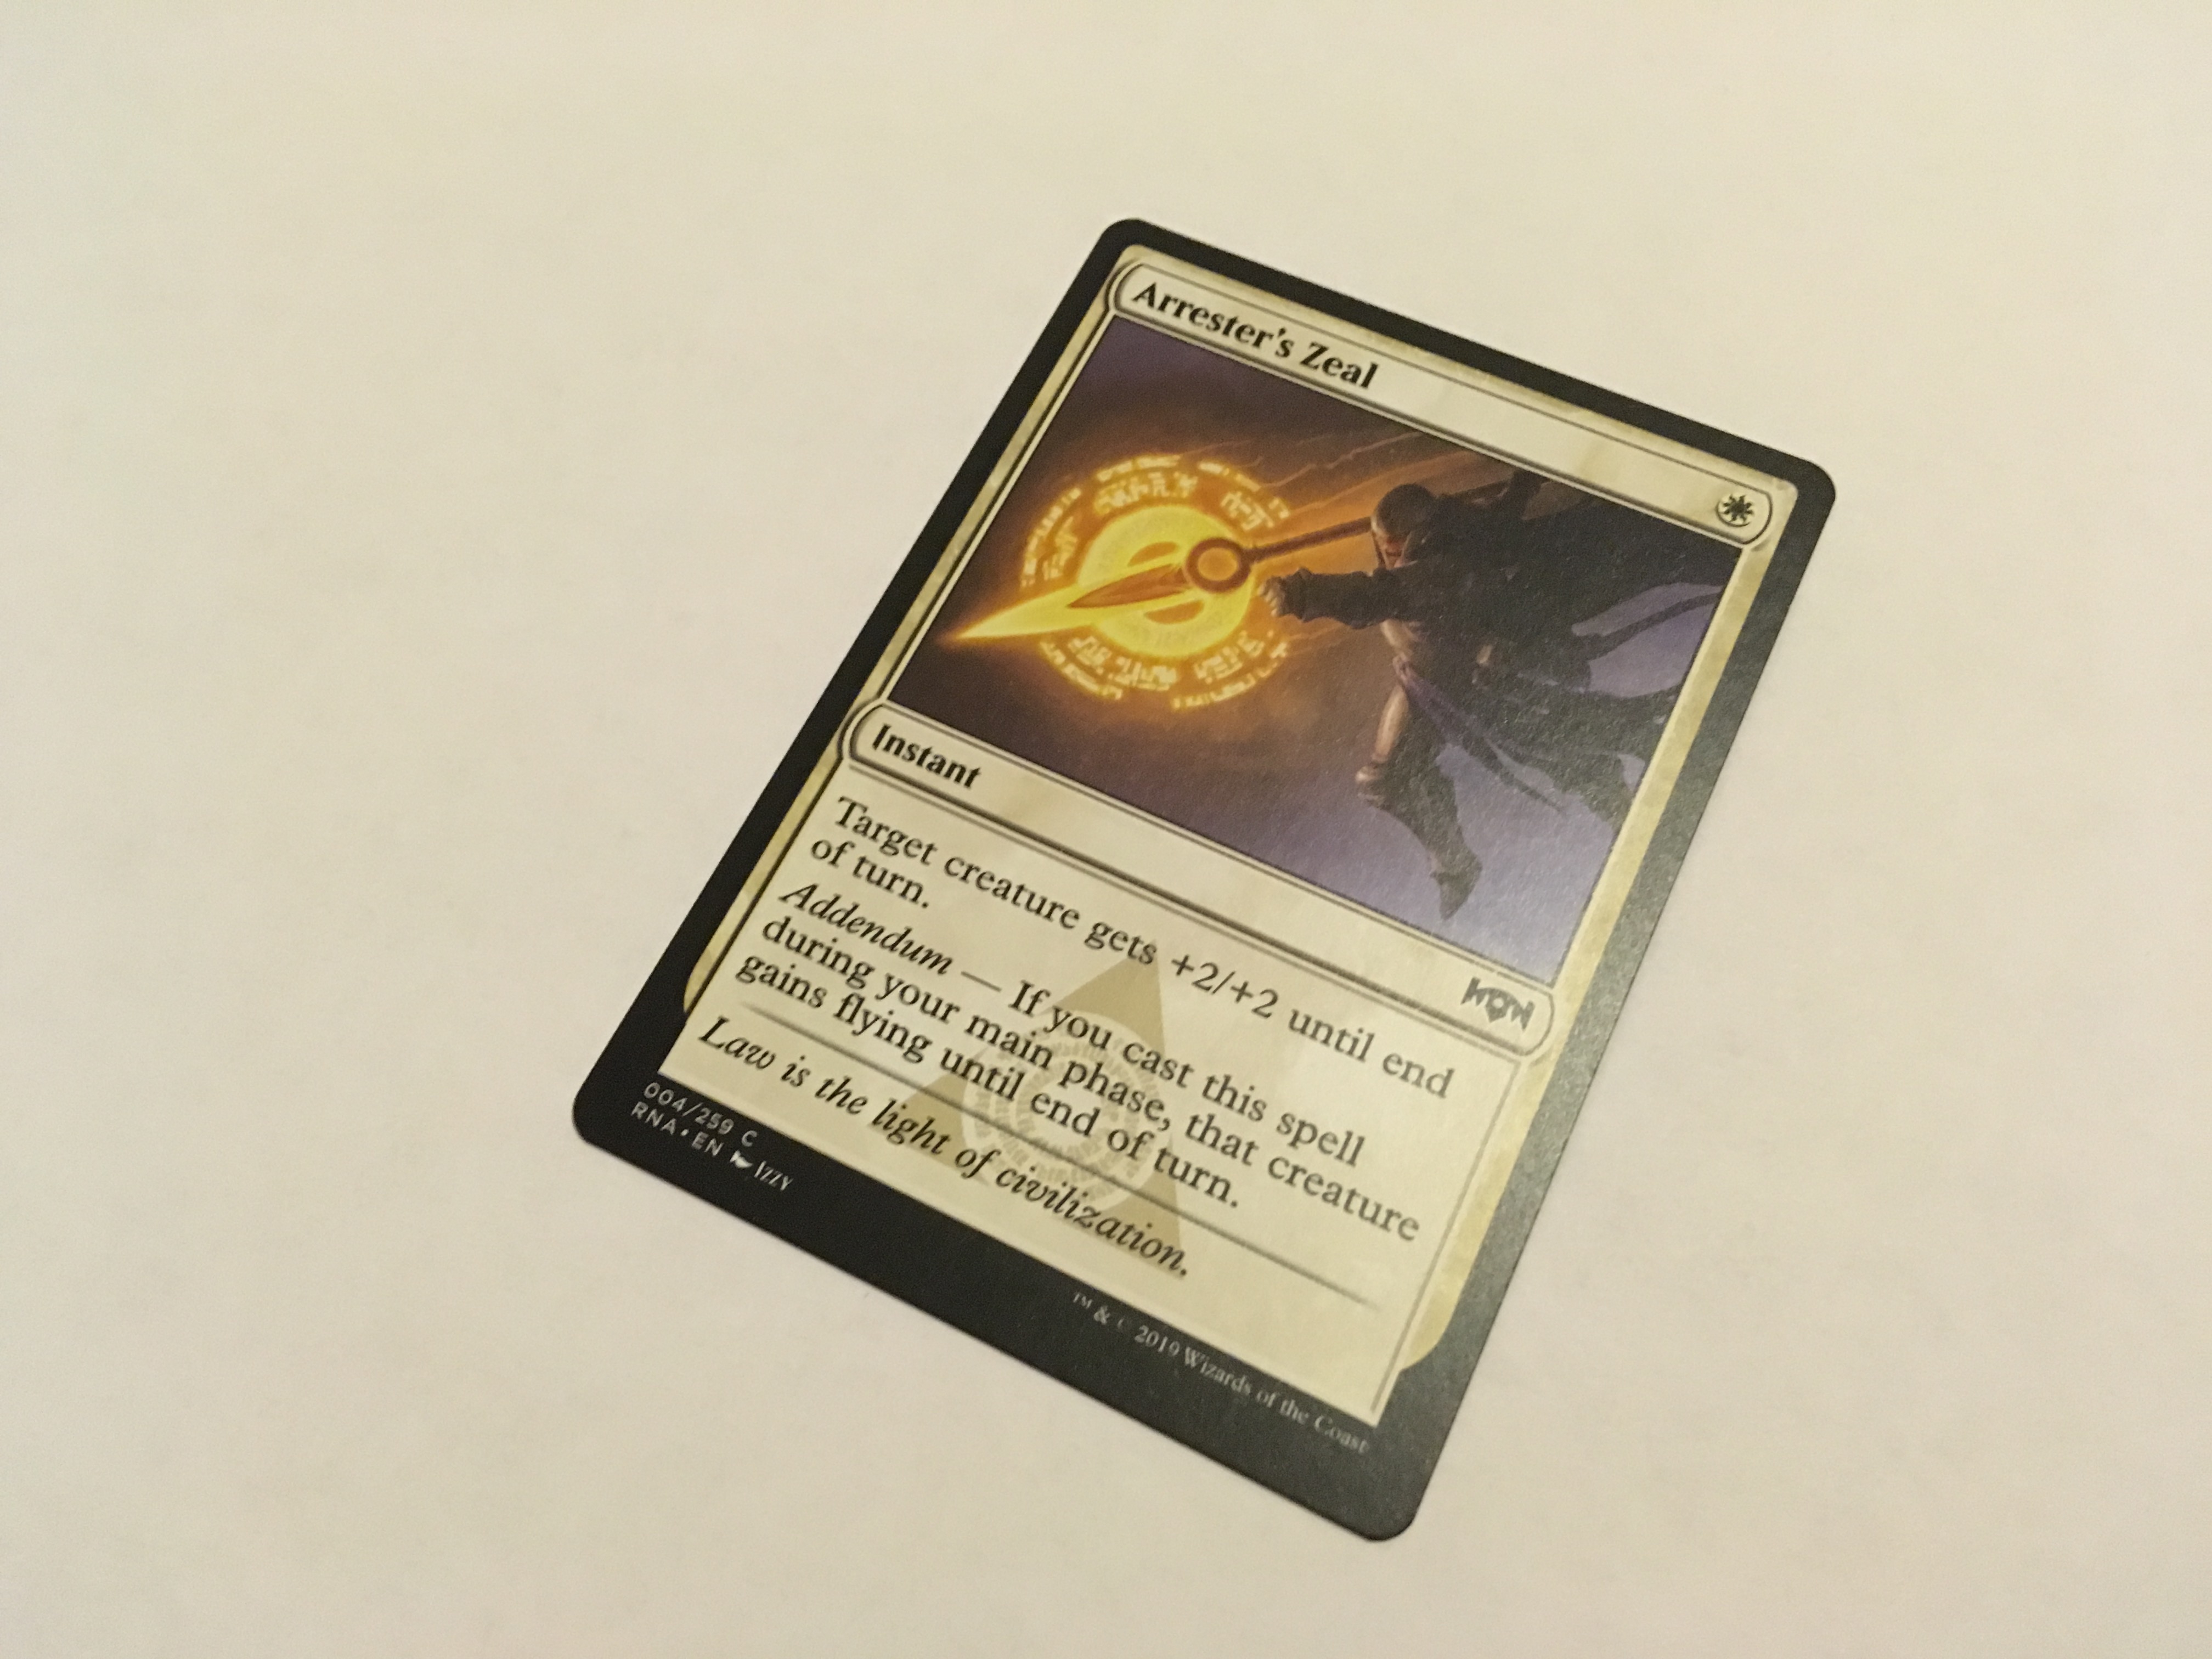 Arrester's Zeal
Instant
Target creature gets +2/+2 until end
of turn.
Addendum — If you cast this spell
during your main phase, that creature
gains flying until end of turn.
Law is the light of civilization.
004/259 C
RNA • EN IZZY
™ & © 2019 Wizards of the Coast